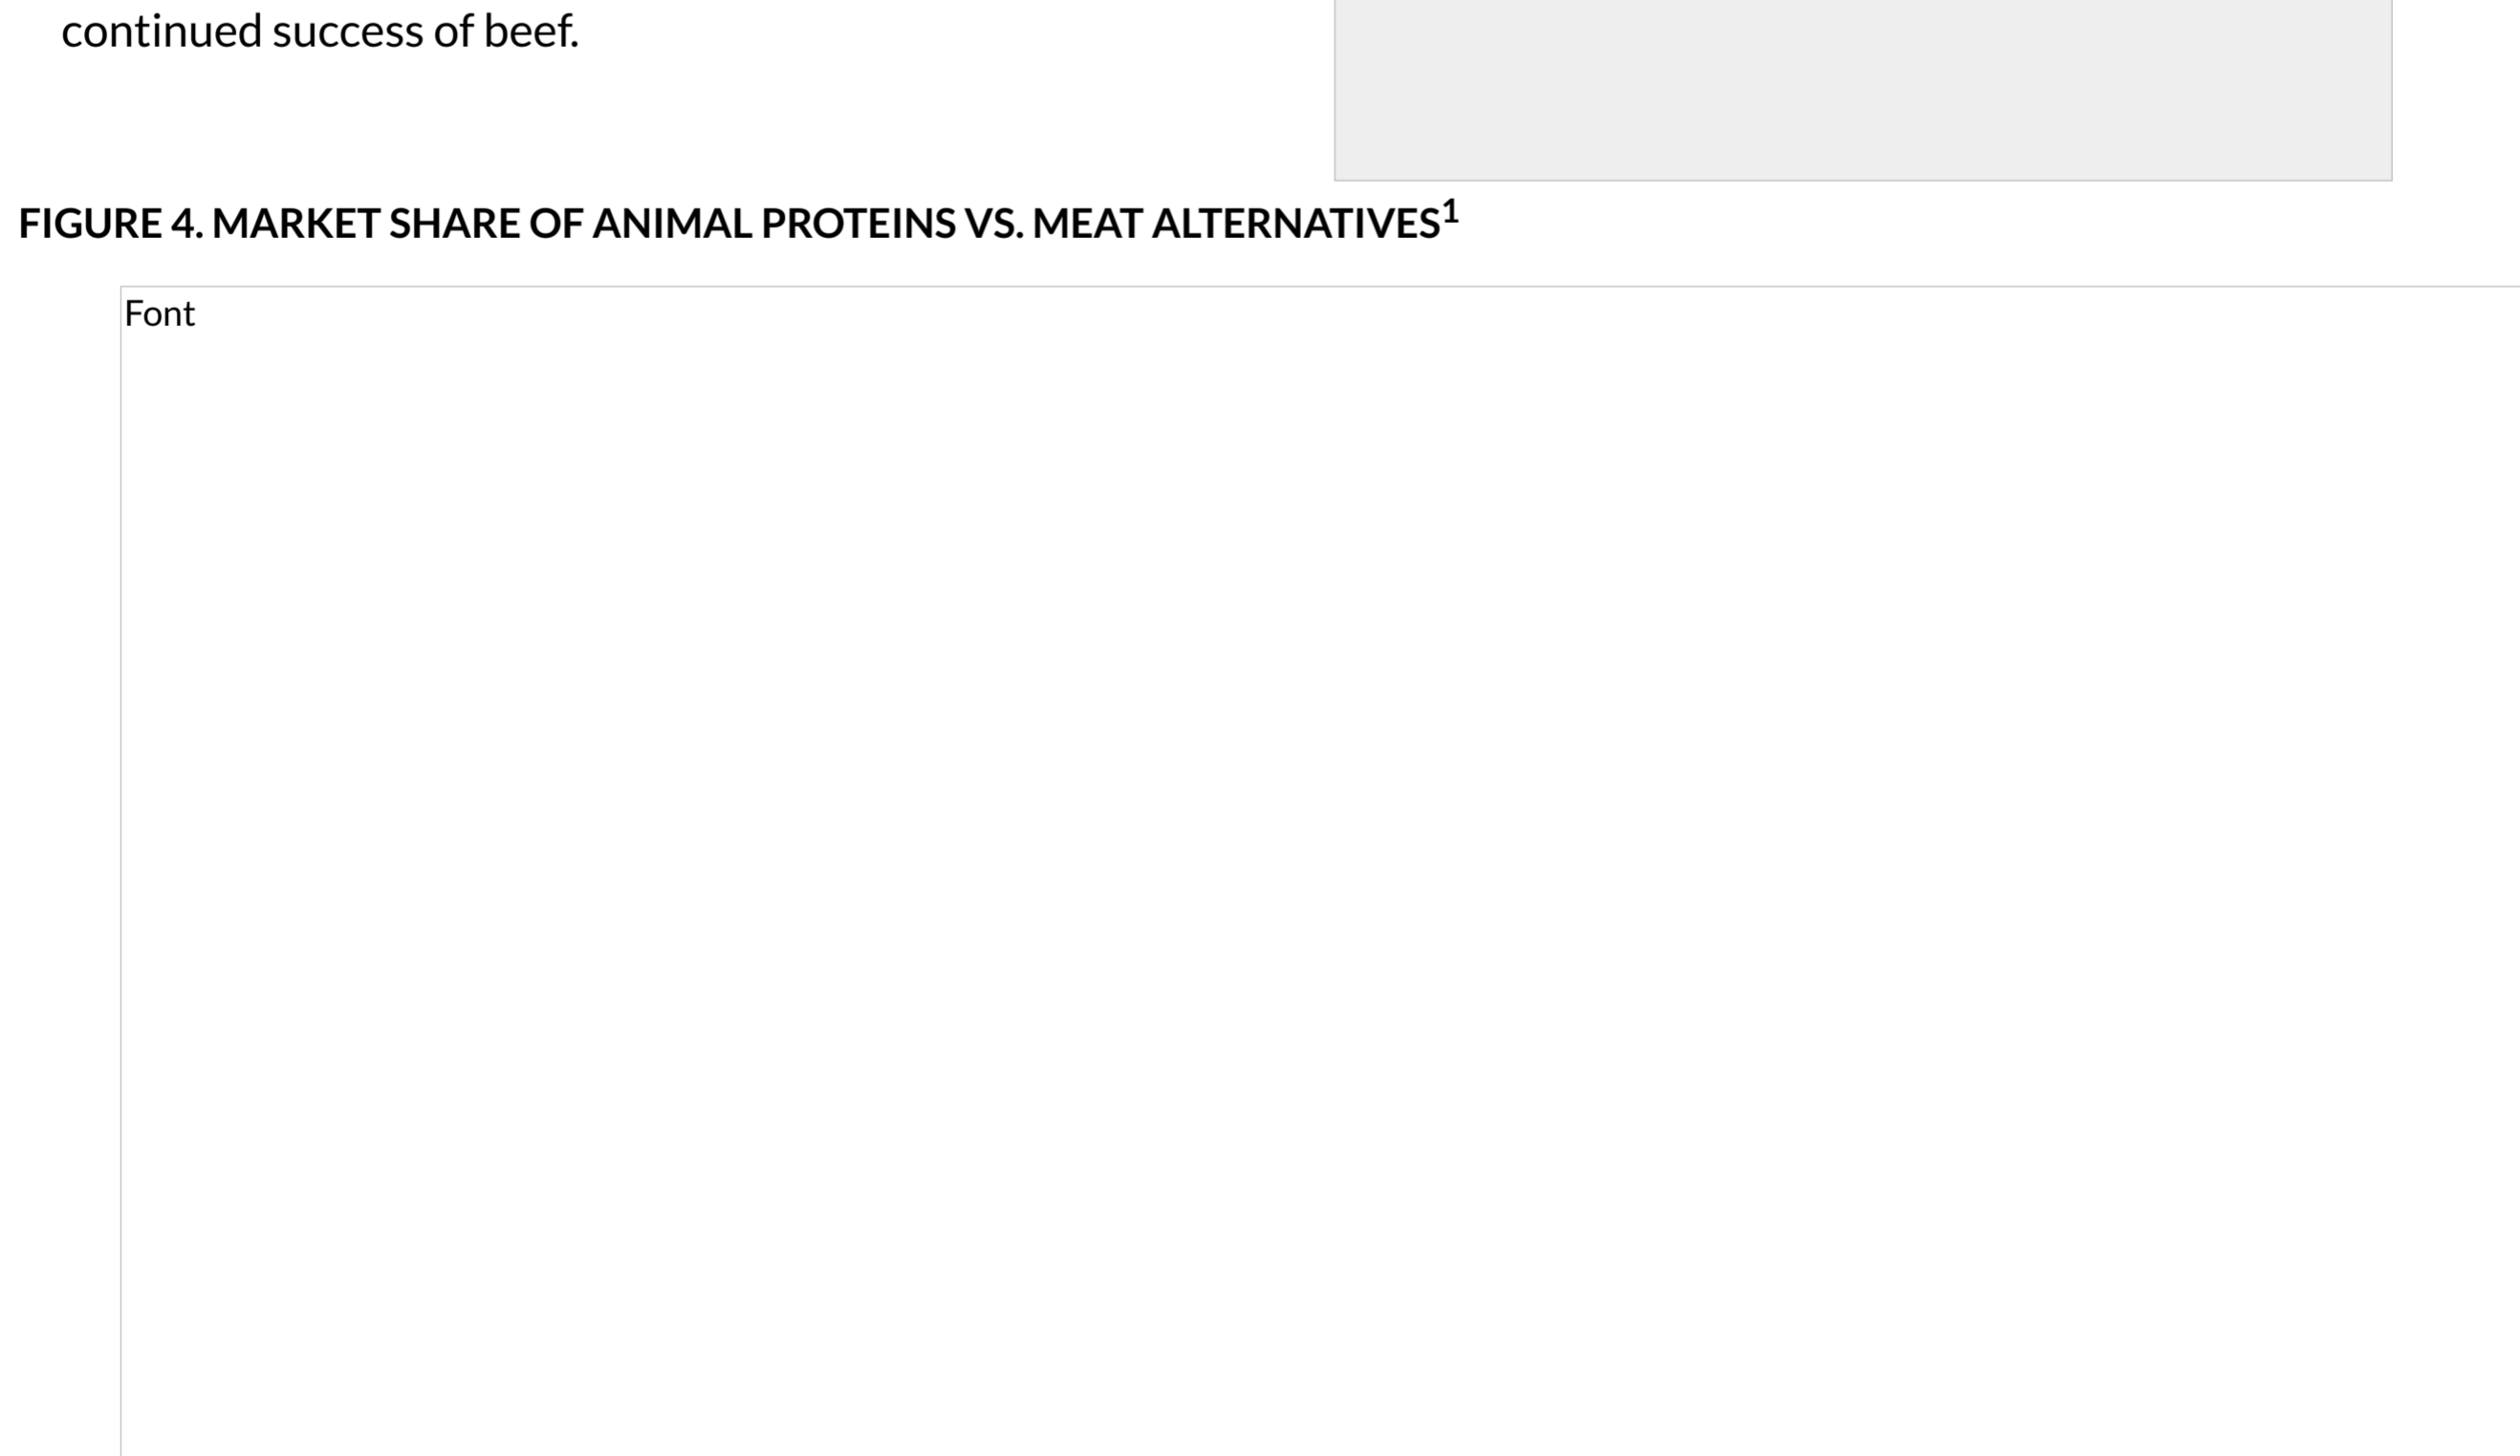 continued success of beef.
FIGURE 4. MARKET SHARE OF ANIMAL PROTEINS VS. MEAT ALTERNATIVES¹
Font